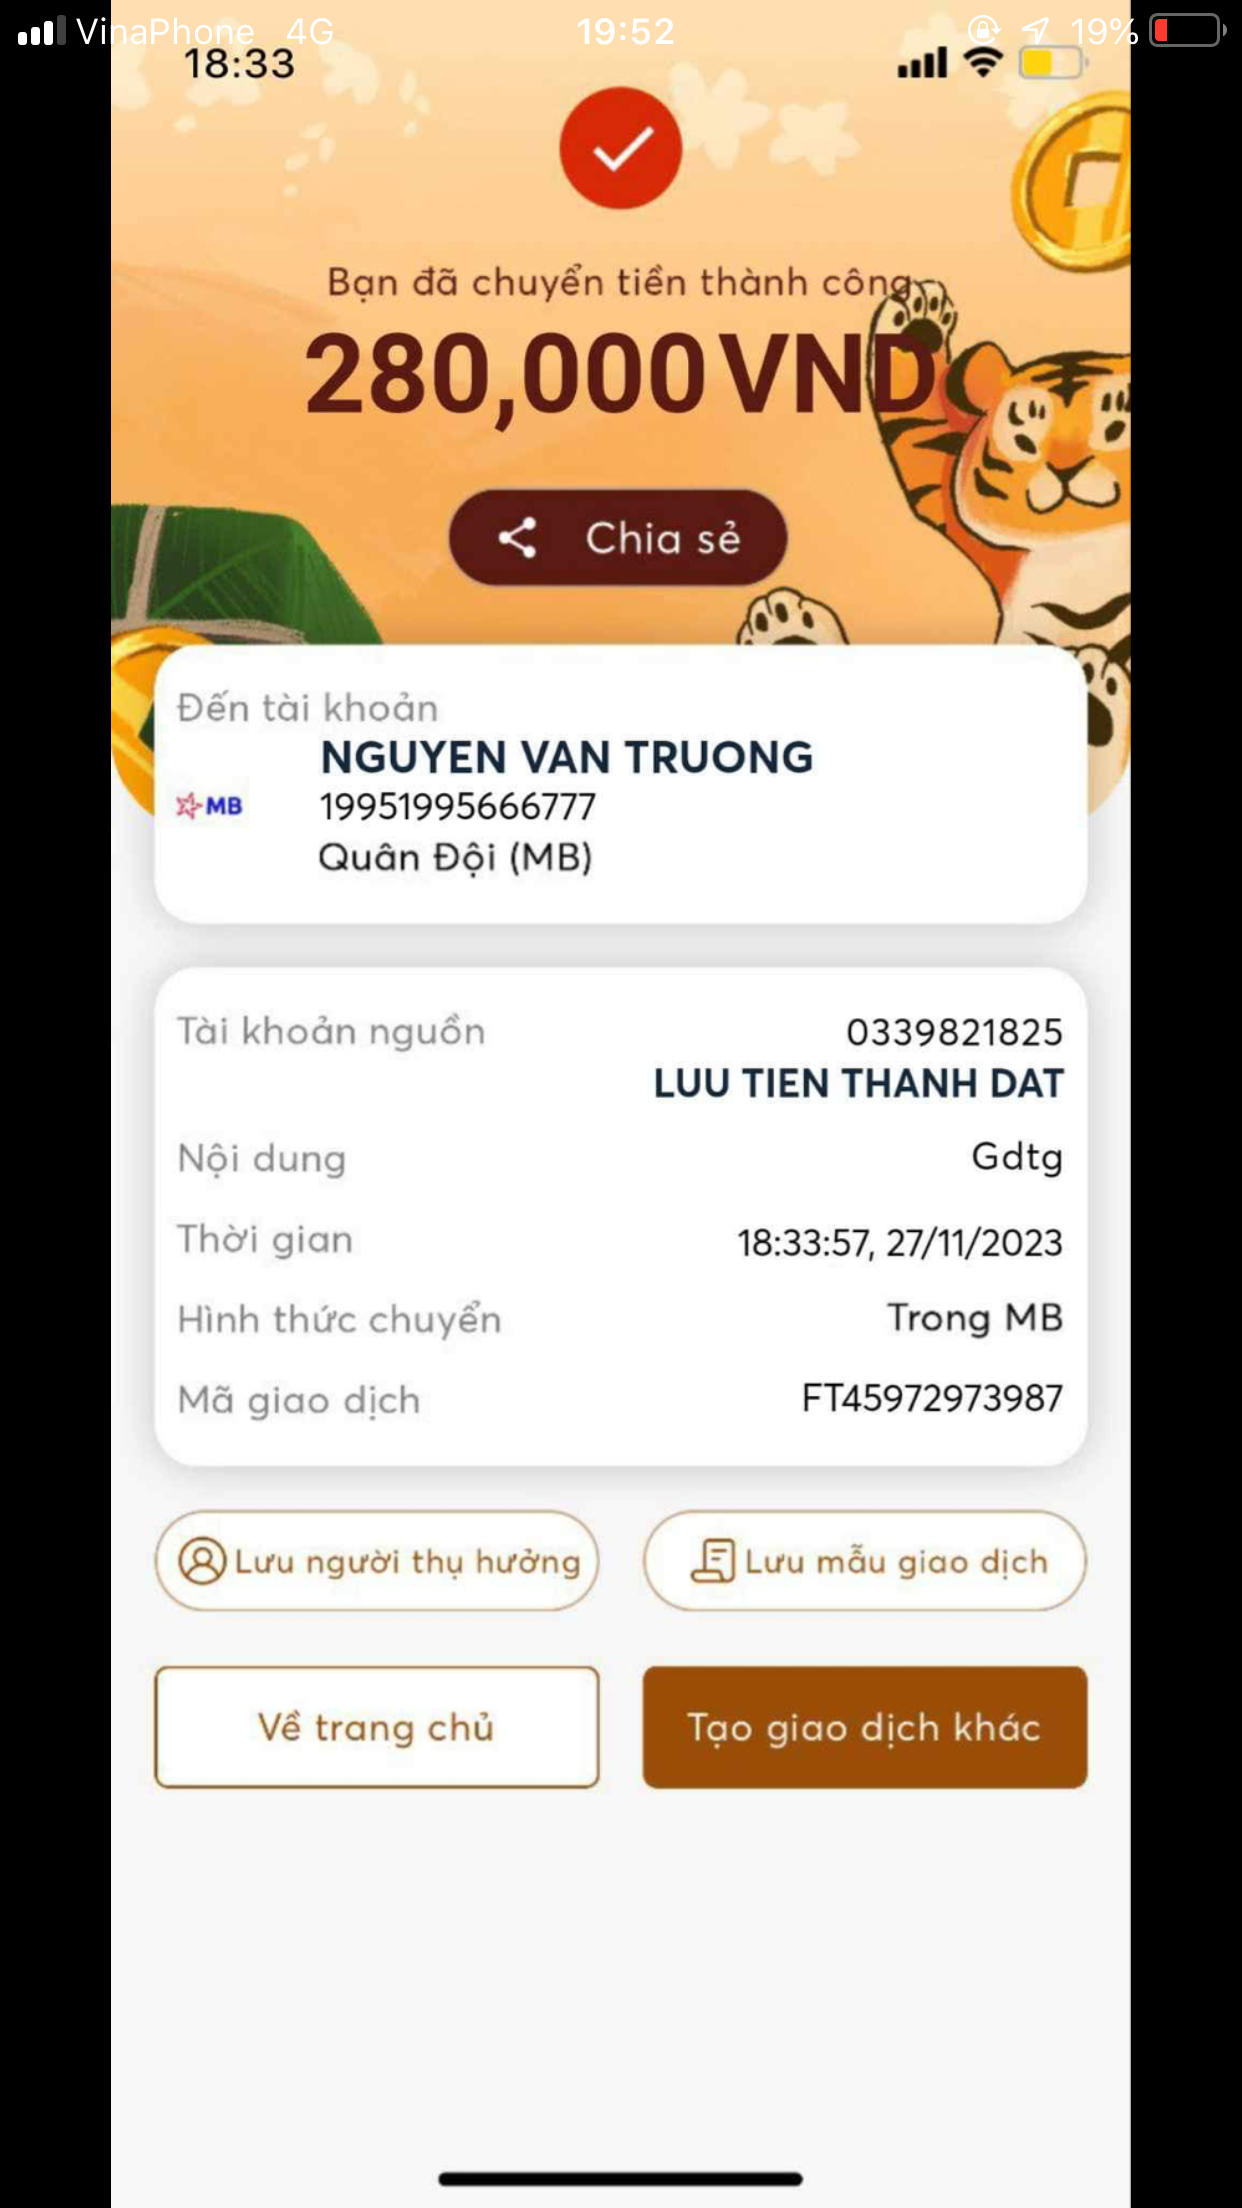 VinaPhone 4G 19:52 19%
18:33
Bạn đã chuyển tiền thành công
280,000 VND
Chia sẻ
Đến tài khoản
NGUYEN VAN TRUONG
MB 19951995666777
Quân Đội (MB)
Tài khoản nguồn 0339821825
LUU TIEN THANH DAT
Nội dung Gdtg
Thời gian 18:33:57, 27/11/2023
Hình thức chuyển Trong MB
Mã giao dịch FT45972973987
Lưu người thụ hưởng Lưu mẫu giao dịch
Về trang chủ Tạo giao dịch khác